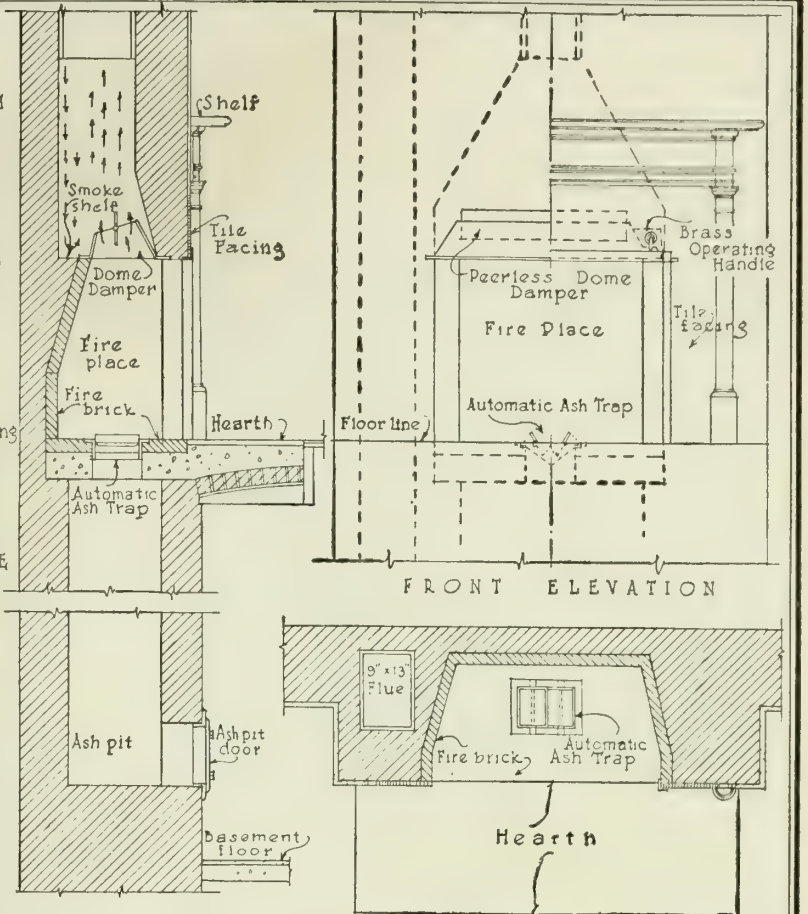 Shelf
Smoke
shelf
Tile
Facing
Dome
Damper
Fire
place
Fire
brick
Hearth
Automatic
Ash Trap
Ash pit
Ash pit
door
Basement
floor
Brass
Operating
Handle
Peerless Dome
Damper
Tile
facing
Fire Place
Automatic Ash Trap
Floor line
FRONT ELEVATION
9" x 13"
Flue
Fire brick
Automatic
Ash Trap
Hearth